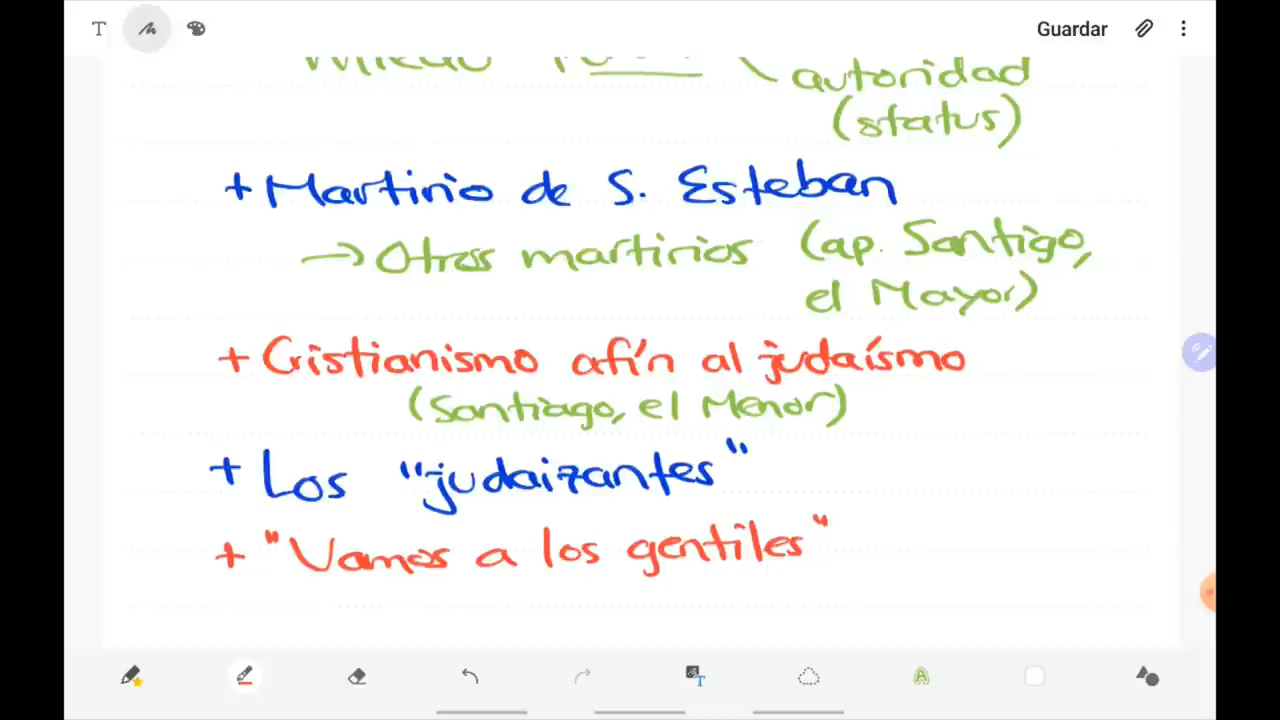 Guardar
autoridad
(status)
+ Martirio de S. Esteban
→ Otros martirios (ap. Santigo,
el Mayor)
+ Cristianismo afín al judaísmo
(Santiago, el Menor)
+ Los "judaizantes"
+ "Vamos a los gentiles"